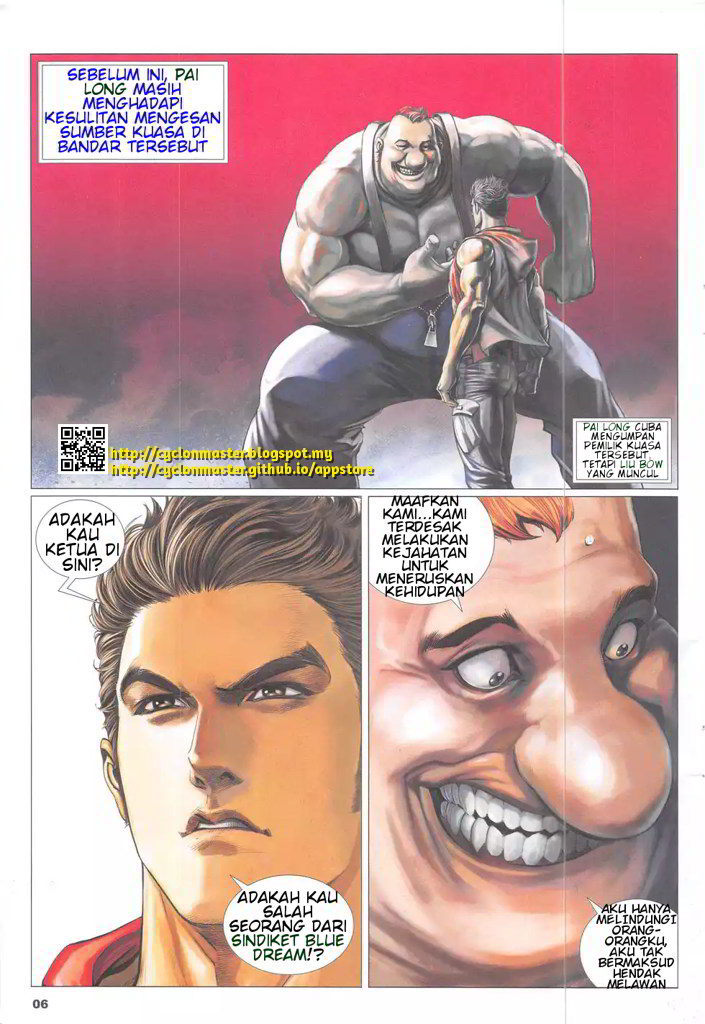 SEBELUM INI, PAI
LONG MASIH
MENGHADAPI
KESULITAN MENGESAN
SUMBER KUASA DI
BANDAR TERSEBUT
http://cyclonmaster.blogspot.my
http://cyclonmaster.github.io/appstore
PAI LONG CUBA
MENGUMPAN
PEMILIK KUASA
TERSEBUT.
TETAPI LIU BOW
YANG MUNCUL
ADAKAH
KAU
KETUA DI
SINI?
ADAKAH KAU
SALAH
SEORANG DARI
SINDIKET BLUE
DREAM!?
MAAFKAN
KAMI...KAMI
TERDESAK
MELAKUKAN
KEJAHATAN
UNTUK
MENERUSKAN
KEHIDUPAN
AKU HANYA
MELINDUNGI
ORANG-
ORANGKU,
AKU TAK
BERMAKSUD
HENDAK
MELAWAN
06